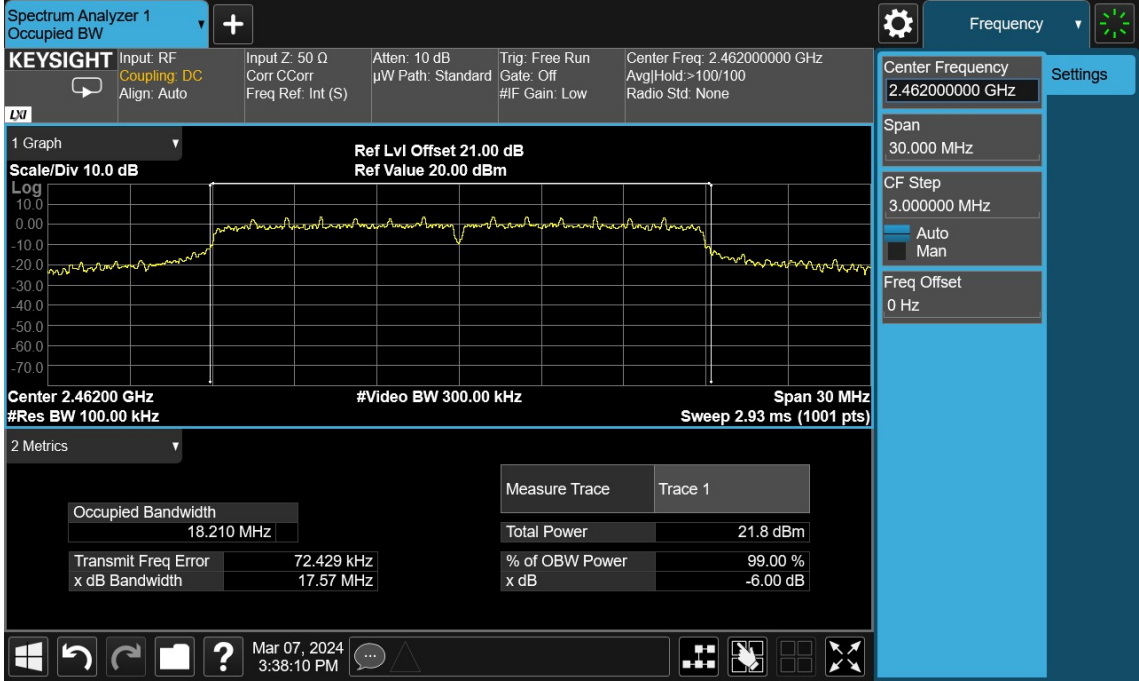 Spectrum Analyzer 1
Occupied BW
Frequency
KEYSIGHT
LXI
Input: RF
Coupling: DC
Align: Auto
Input Z: 50 Ω
Corr CCorr
Freq Ref: Int (S)
Atten: 10 dB
µW Path: Standard
Trig: Free Run
Gate: Off
#IF Gain: Low
Center Freq: 2.462000000 GHz
Avg|Hold:>100/100
Radio Std: None
1 Graph
Scale/Div 10.0 dB
Ref Lvl Offset 21.00 dB
Ref Value 20.00 dBm
Log
10.0
0.00
-10.0
-20.0
-30.0
-40.0
-50.0
-60.0
-70.0
Center 2.46200 GHz
#Video BW 300.00 kHz
Span 30 MHz
#Res BW 100.00 kHz
Sweep 2.93 ms (1001 pts)
2 Metrics
Occupied Bandwidth
18.210 MHz
Transmit Freq Error 72.429 kHz
x dB Bandwidth 17.57 MHz
Measure Trace Trace 1
Total Power 21.8 dBm
% of OBW Power 99.00 %
x dB -6.00 dB
Mar 07, 2024
3:38:10 PM
Center Frequency
2.462000000 GHz
Span
30.000 MHz
CF Step
3.000000 MHz
Auto
Man
Freq Offset
0 Hz
Settings